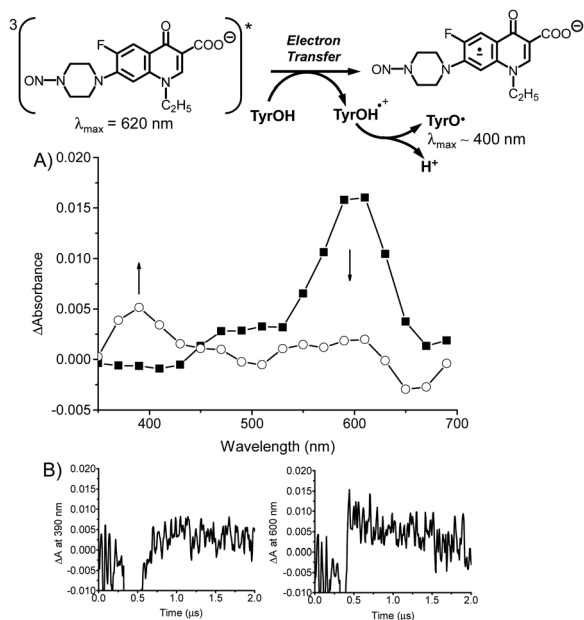 3
*
F
O
COO⊖
ON
N
N
N
C2H5
λmax = 620 nm
Electron
Transfer
TyrOH
TyrOH•+
F
O
COO⊖
ON
N
N
N
C2H5
TyrO•
λmax ~ 400 nm
H+
A)
0.020
0.015
0.010
0.005
0.000
-0.005
ΔAbsorbance
400
500
600
700
Wavelength (nm)
B)
0.020
0.015
0.010
0.005
0.000
-0.005
-0.010
ΔA at 390 nm
0.0 0.5 1.0 1.5 2.0
Time (μs)
0.020
0.015
0.010
0.005
0.000
-0.005
-0.010
ΔA at 600 nm
0.0 0.5 1.0 1.5 2.0
Time (μs)